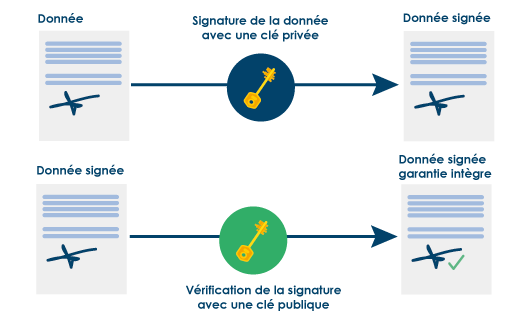 Donnée
Signature de la donnée
avec une clé privée
Donnée signée
Donnée signée
Vérification de la signature
avec une clé publique
Donnée signée
garantie intègre